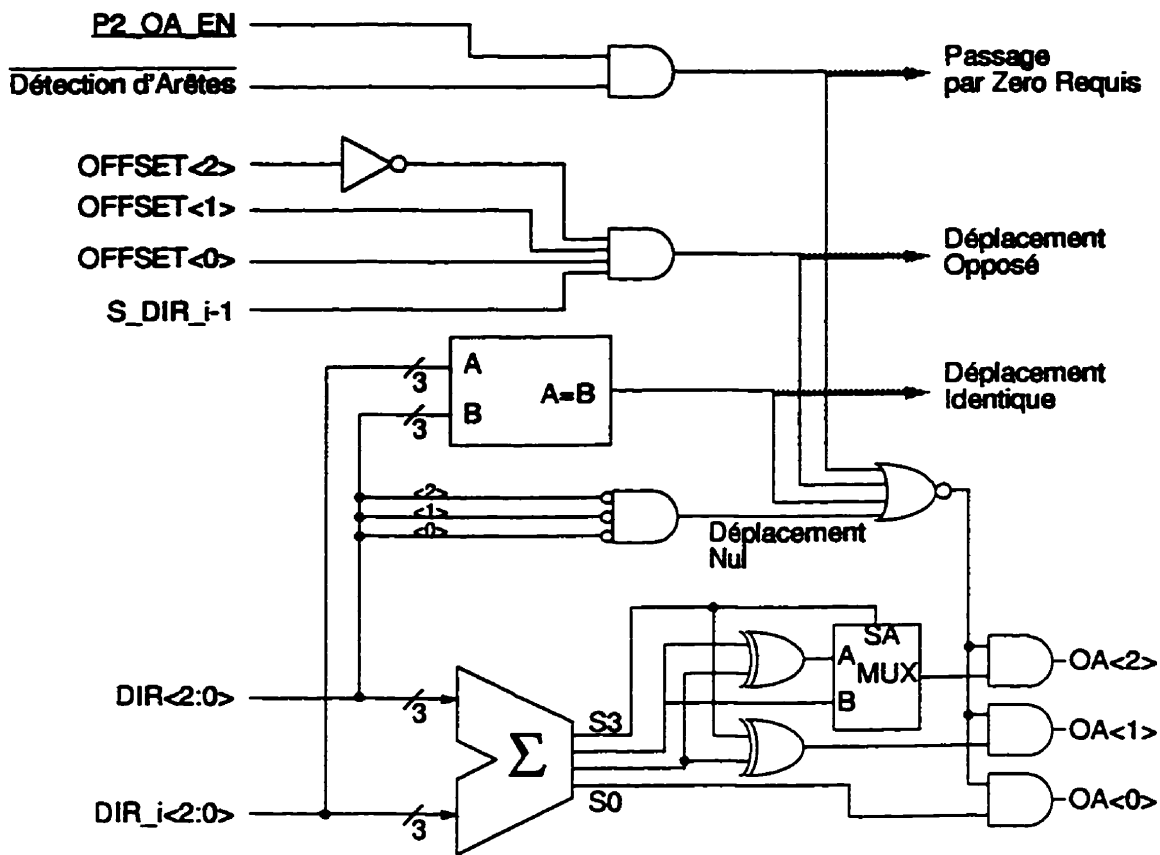 P2_OA_EN
Détection d'Arêtes
Passage
par Zero Requis
OFFSET<2>
OFFSET<1>
OFFSET<0>
S_DIR_i-1
Déplacement
Opposé
A
3
B
3
A=B
Déplacement
Identique
<2>
<1>
<0>
Déplacement
Nul
DIR<2:0>
3
DIR_i<2:0>
3
Σ
S3
S0
SA
A
MUX
B
OA<2>
OA<1>
OA<0>